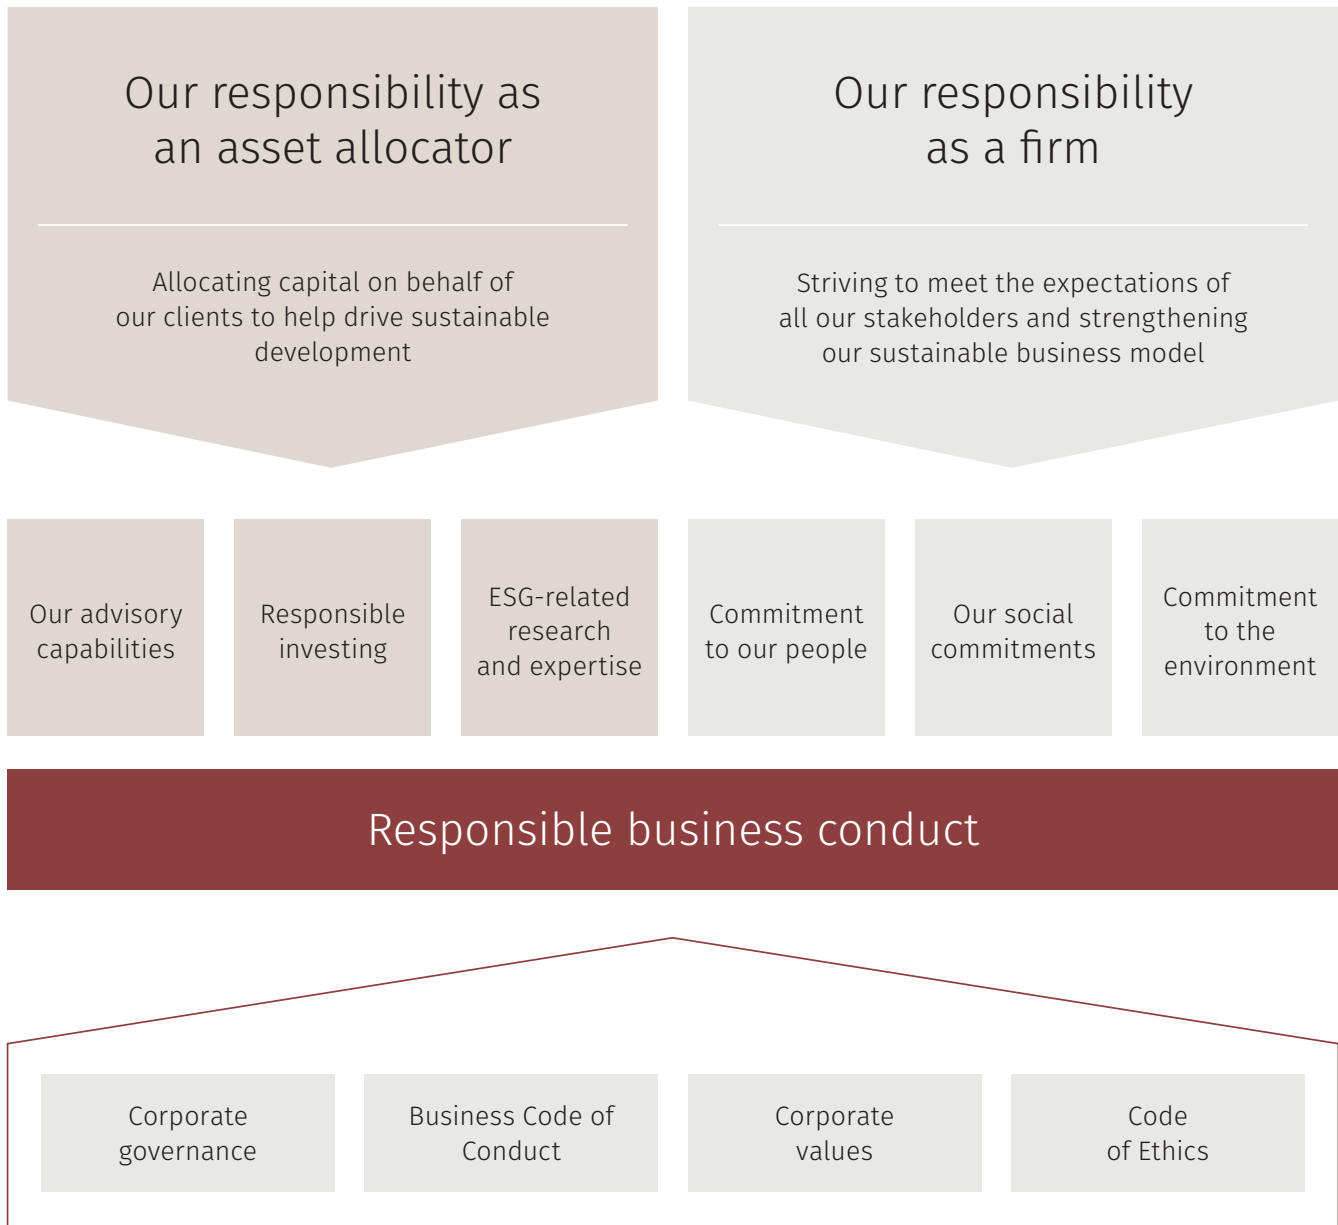 Our responsibility as
an asset allocator
Allocating capital on behalf of
our clients to help drive sustainable
development
Our responsibility
as a firm
Striving to meet the expectations of
all our stakeholders and strengthening
our sustainable business model
Our advisory
capabilities
Responsible
investing
ESG-related
research
and expertise
Commitment
to our people
Our social
commitments
Commitment
to the
environment
Responsible business conduct
Corporate
governance
Business Code of
Conduct
Corporate
values
Code
of Ethics